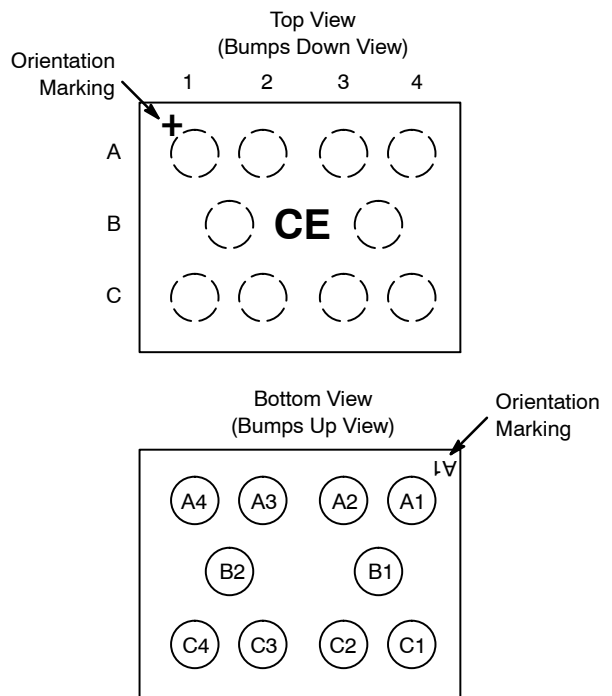 Top View
(Bumps Down View)
Orientation
Marking
1 2 3 4
+
A
B CE
C
Bottom View
(Bumps Up View)
Orientation
Marking
A1
A4 A3 A2 A1
B2 B1
C4 C3 C2 C1